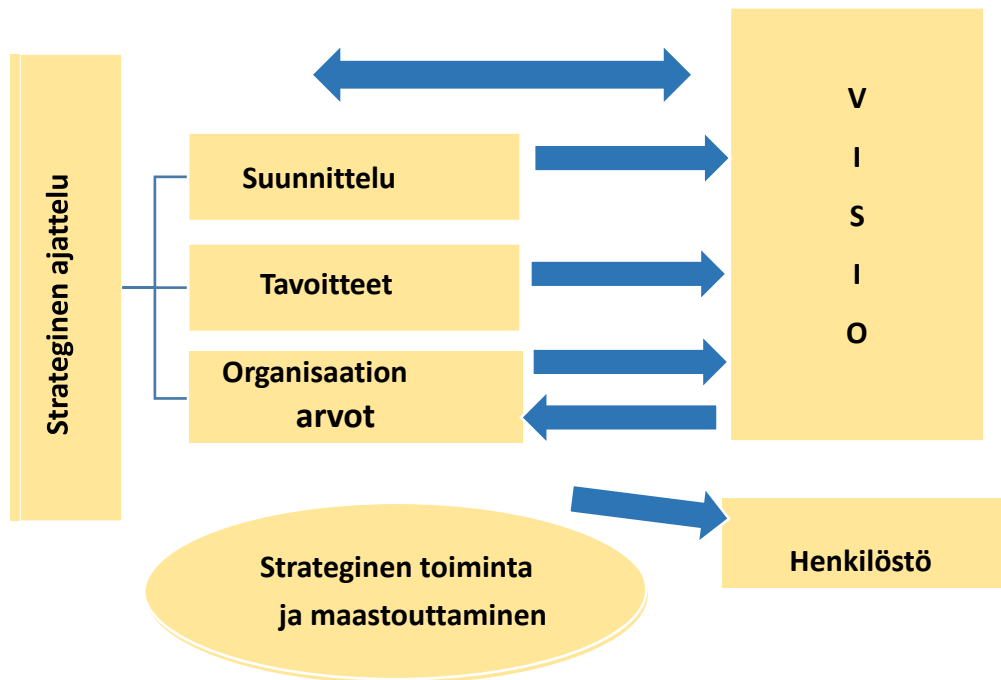 Strateginen ajattelu
Suunnittelu
Tavoitteet
Organisaation
arvot
V
I
S
I
O
Strateginen toiminta
ja maastouttaminen
Henkilöstö